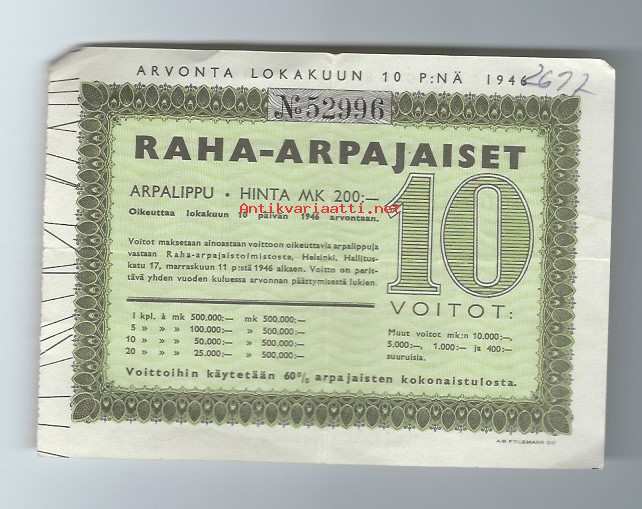 ARVONTA LOKAKUUN 10 P:NÄ 1946
2672
№ 52996
RAHA-ARPAJAISET
ARPALIPPU • HINTA MK 200:—
Oikeuttaa lokakuun 10 päivän 1946 arvontaan.
10
Antikvariaatti.net
Voitot maksetaan ainoastaan voittoon oikeuttavia arpalippuja
vastaan Raha-arpajaistoimistosta, Helsinki, Hallitus-
katu 17, marraskuun 11 p:stä 1946 alkaen. Voitto on perit-
tävä yhden vuoden kuluessa arvonnan päättymisestä lukien.
VOITOT:
1 kpl. à mk 500,000:— mk 500,000:—
5 » » 100,000:— » 500,000:—
10 » » 50,000:— » 500,000:—
20 » » 25,000:— » 500,000:—
Muut voitot mk:n 10.000:—,
5.000:—, 1.000:— ja 400:—
suuruisia.
Voittoihin käytetään 60% arpajaisten kokonaistulosta.